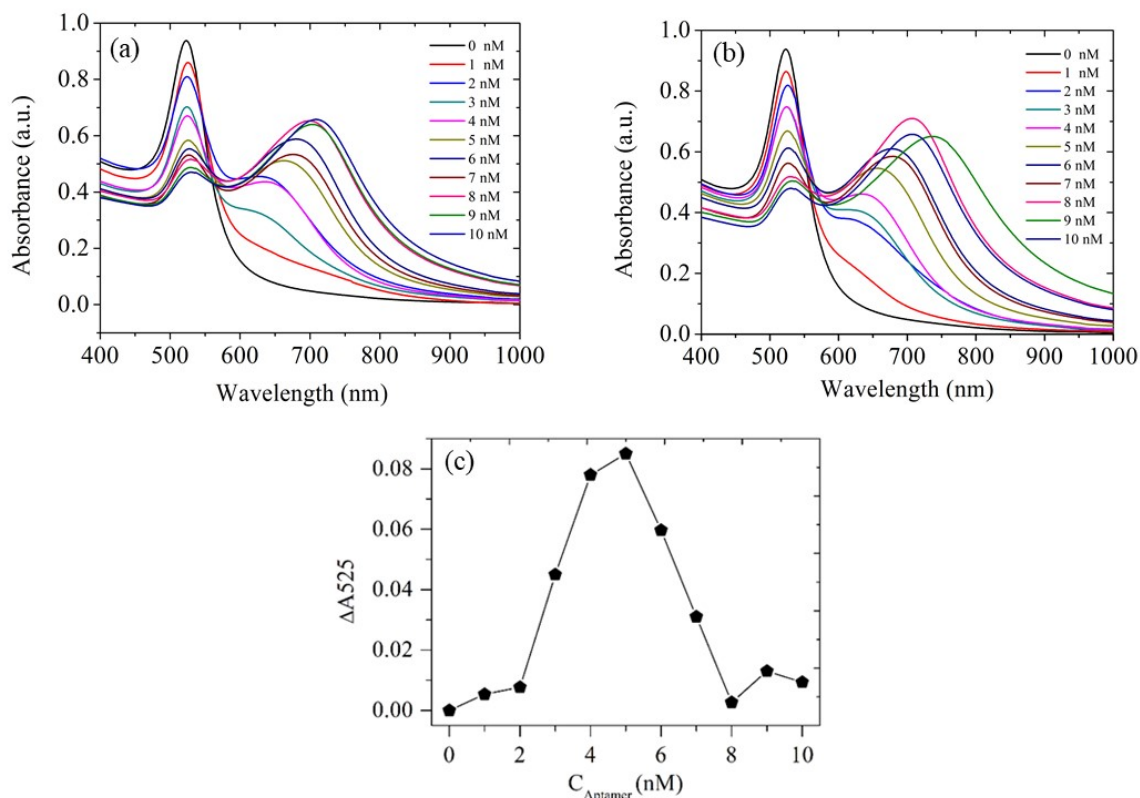 (a)
0 nM
1 nM
2 nM
3 nM
4 nM
5 nM
6 nM
7 nM
8 nM
9 nM
10 nM
1.0
0.8
0.6
0.4
0.2
0.0
Absorbance (a.u.)
400 500 600 700 800 900 1000
Wavelength (nm)
(b)
0 nM
1 nM
2 nM
3 nM
4 nM
5 nM
6 nM
7 nM
8 nM
9 nM
10 nM
1.0
0.8
0.6
0.4
0.2
0.0
Absorbance (a.u.)
400 500 600 700 800 900 1000
Wavelength (nm)
(c)
0.08
0.06
0.04
0.02
0.00
ΔA525
0 2 4 6 8 10
C Aptamer (nM)